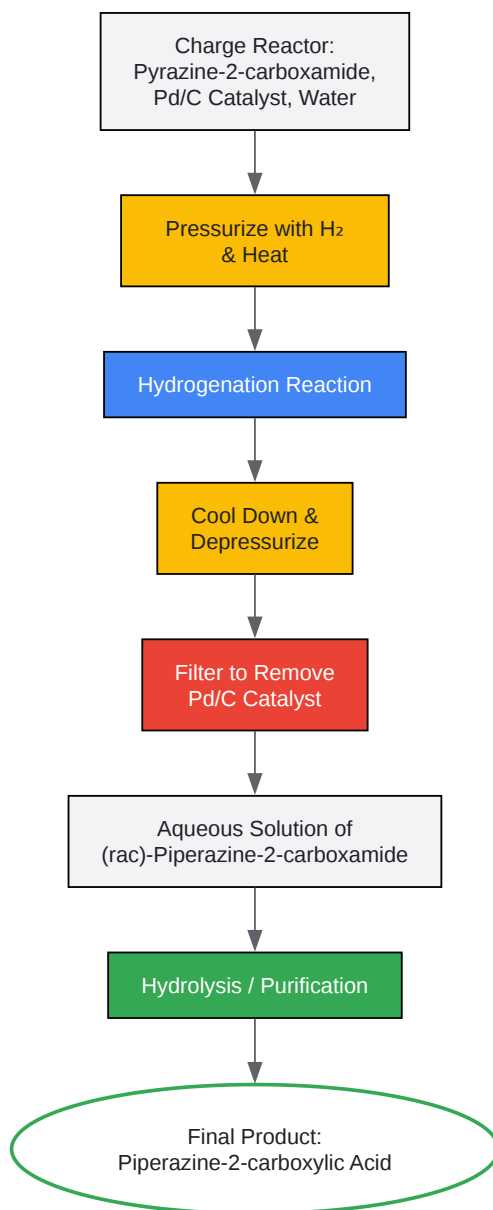 Charge Reactor:
Pyrazine-2-carboxamide,
Pd/C Catalyst, Water
Pressurize with H₂
& Heat
Hydrogenation Reaction
Cool Down &
Depressurize
Filter to Remove
Pd/C Catalyst
Aqueous Solution of
(rac)-Piperazine-2-carboxamide
Hydrolysis / Purification
Final Product:
Piperazine-2-carboxylic Acid